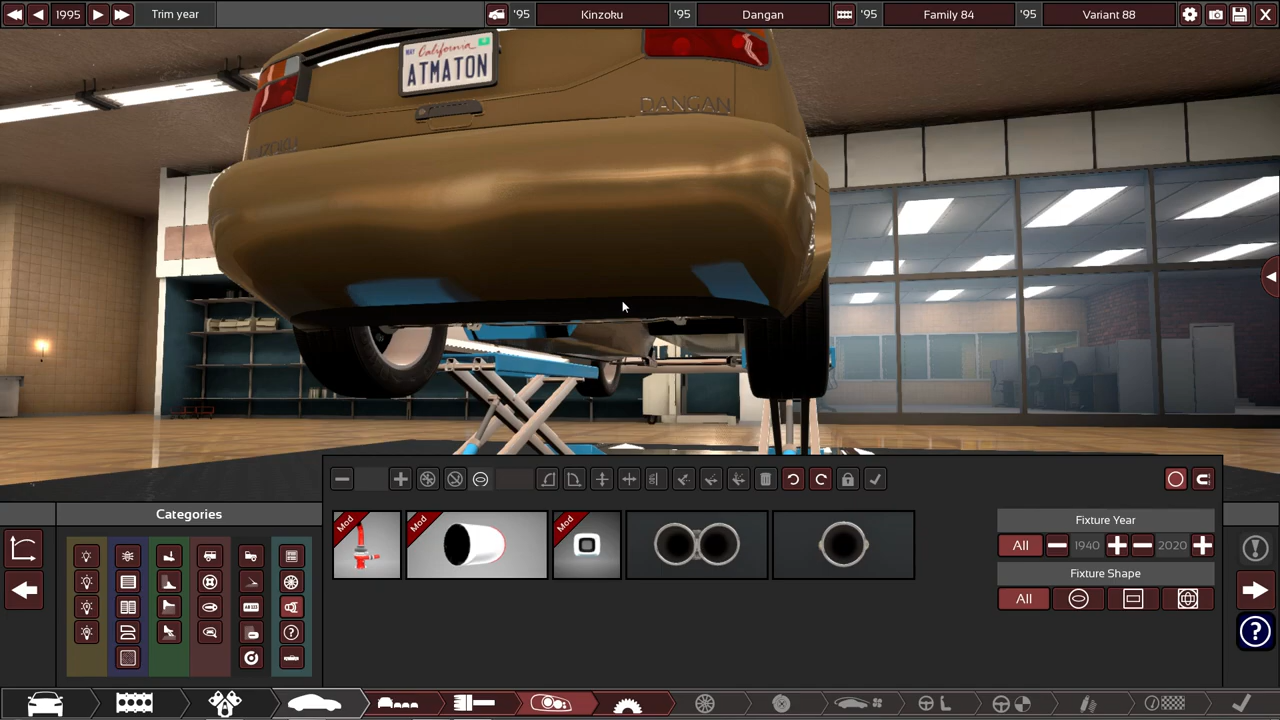 1995
Trim year
'95
Kinzoku
'95
Dangan
'95
Family 84
'95
Variant 88
MAY California
ATMATON
DANGAN
Categories
Mod
Mod
Mod
Fixture Year
All
1940
2020
Fixture Shape
All
?